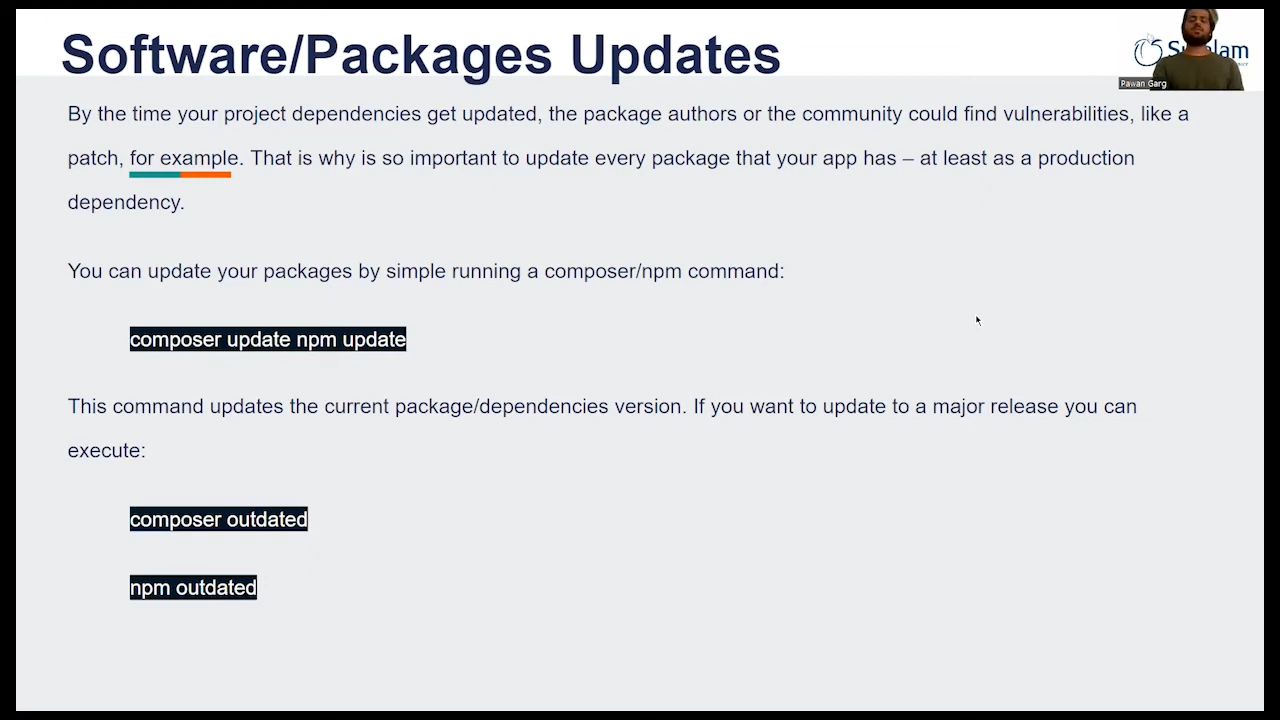 Software/Packages Updates
Pawan Garg
By the time your project dependencies get updated, the package authors or the community could find vulnerabilities, like a
patch, for example. That is why is so important to update every package that your app has – at least as a production
dependency.
You can update your packages by simple running a composer/npm command:
composer update npm update
This command updates the current package/dependencies version. If you want to update to a major release you can
execute:
composer outdated
npm outdated